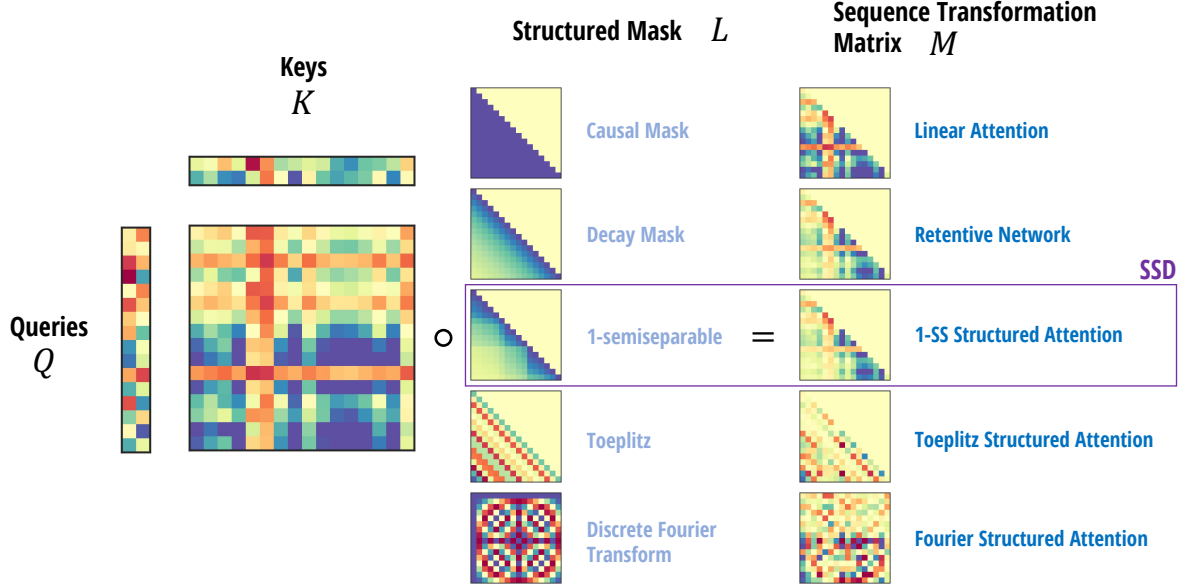 Structured Mask L
Sequence Transformation
Matrix M
Keys
K
Causal Mask
Linear Attention
Decay Mask
Retentive Network
SSD
Queries
Q
∘
1-semiseparable
=
1-SS Structured Attention
Toeplitz
Toeplitz Structured Attention
Discrete Fourier
Transform
Fourier Structured Attention